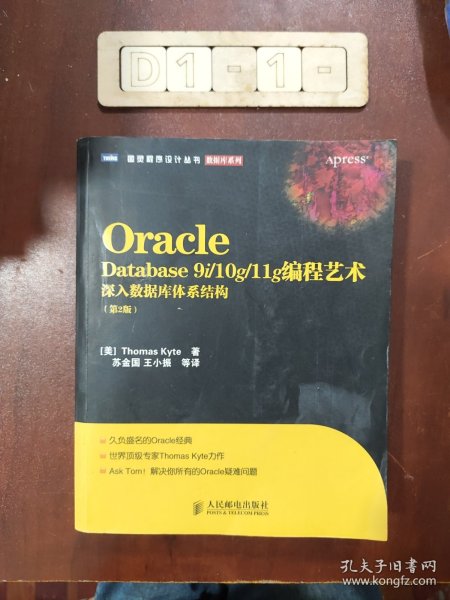 D1-1-
turing
图灵程序设计丛书 数据库系列
Apress®
Oracle
Database 9i/10g/11g编程艺术
深入数据库体系结构
(第2版)
[美] Thomas Kyte 著
苏金国 王小振 等译
久负盛名的Oracle经典
世界顶级专家Thomas Kyte力作
Ask Tom! 解决你所有的Oracle疑难问题
人民邮电出版社
POSTS & TELECOM PRESS
孔夫子旧书网
www.kongfz.com